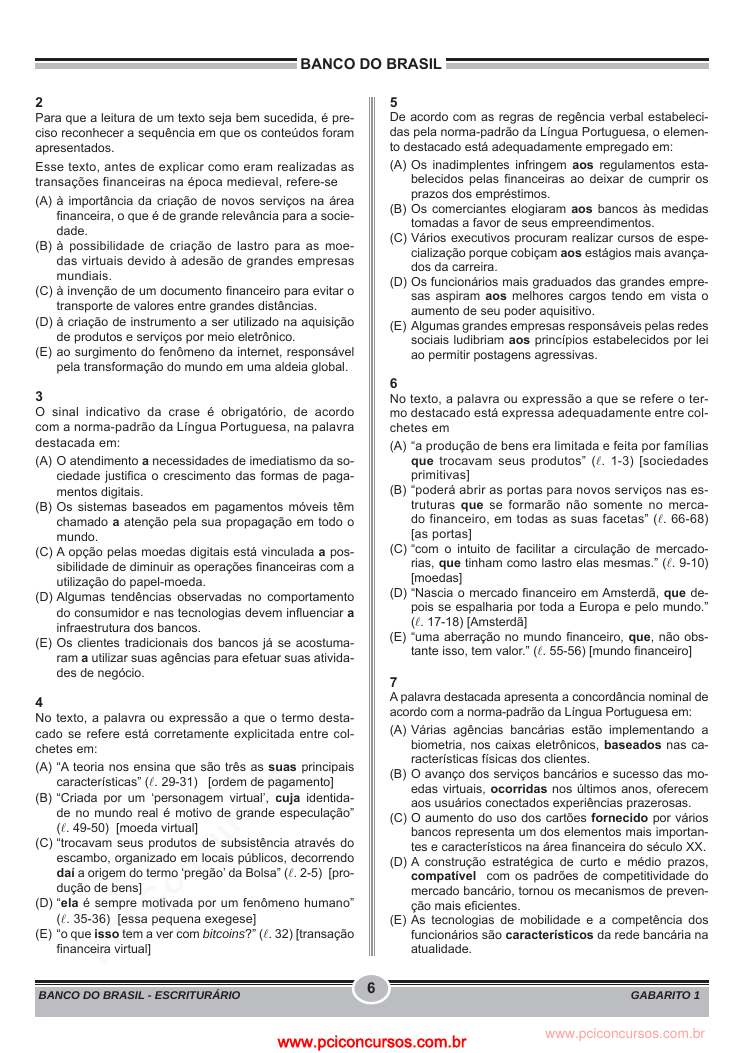 BANCO DO BRASIL
2
Para que a leitura de um texto seja bem sucedida, é pre-
ciso reconhecer a sequência em que os conteúdos foram
apresentados.
Esse texto, antes de explicar como eram realizadas as
transações financeiras na época medieval, refere-se
(A) à importância da criação de novos serviços na área
financeira, o que é de grande relevância para a socie-
dade.
(B) à possibilidade de criação de lastro para as moe-
das virtuais devido à adesão de grandes empresas
mundiais.
(C) à invenção de um documento financeiro para evitar o
transporte de valores entre grandes distâncias.
(D) à criação de instrumento a ser utilizado na aquisição
de produtos e serviços por meio eletrônico.
(E) ao surgimento do fenômeno da internet, responsável
pela transformação do mundo em uma aldeia global.
3
O sinal indicativo da crase é obrigatório, de acordo
com a norma-padrão da Língua Portuguesa, na palavra
destacada em:
(A) O atendimento a necessidades de imediatismo da so-
ciedade justifica o crescimento das formas de paga-
mentos digitais.
(B) Os sistemas baseados em pagamentos móveis têm
chamado a atenção pela sua propagação em todo o
mundo.
(C) A opção pelas moedas digitais está vinculada a pos-
sibilidade de diminuir as operações financeiras com a
utilização do papel-moeda.
(D) Algumas tendências observadas no comportamento
do consumidor e nas tecnologias devem influenciar a
infraestrutura dos bancos.
(E) Os clientes tradicionais dos bancos já se acostuma-
ram a utilizar suas agências para efetuar suas ativida-
des de negócio.
4
No texto, a palavra ou expressão a que o termo desta-
cado se refere está corretamente explicitada entre col-
chetes em:
(A) “A teoria nos ensina que são três as suas principais
características” (ℓ. 29-31) [ordem de pagamento]
(B) “Criada por um ‘personagem virtual’, cuja identida-
de no mundo real é motivo de grande especulação”
(ℓ. 49-50) [moeda virtual]
(C) “trocavam seus produtos de subsistência através do
escambo, organizado em locais públicos, decorrendo
daí a origem do termo ‘pregão’ da Bolsa” (ℓ. 2-5) [pro-
dução de bens]
(D) “ela é sempre motivada por um fenômeno humano”
(ℓ. 35-36) [essa pequena exegese]
(E) “o que isso tem a ver com bitcoins?” (ℓ. 32) [transação
financeira virtual]
5
De acordo com as regras de regência verbal estabeleci-
das pela norma-padrão da Língua Portuguesa, o elemen-
to destacado está adequadamente empregado em:
(A) Os inadimplentes infringem aos regulamentos esta-
belecidos pelas financeiras ao deixar de cumprir os
prazos dos empréstimos.
(B) Os comerciantes elogiaram aos bancos às medidas
tomadas a favor de seus empreendimentos.
(C) Vários executivos procuram realizar cursos de espe-
cialização porque cobiçam aos estágios mais avança-
dos da carreira.
(D) Os funcionários mais graduados das grandes empre-
sas aspiram aos melhores cargos tendo em vista o
aumento de seu poder aquisitivo.
(E) Algumas grandes empresas responsáveis pelas redes
sociais ludibriam aos princípios estabelecidos por lei
ao permitir postagens agressivas.
6
No texto, a palavra ou expressão a que se refere o ter-
mo destacado está expressa adequadamente entre col-
chetes em
(A) “a produção de bens era limitada e feita por famílias
que trocavam seus produtos” (ℓ. 1-3) [sociedades
primitivas]
(B) “poderá abrir as portas para novos serviços nas es-
truturas que se formarão não somente no merca-
do financeiro, em todas as suas facetas” (ℓ. 66-68)
[as portas]
(C) “com o intuito de facilitar a circulação de mercado-
rias, que tinham como lastro elas mesmas.” (ℓ. 9-10)
[moedas]
(D) “Nascia o mercado financeiro em Amsterdã, que de-
pois se espalharia por toda a Europa e pelo mundo.”
(ℓ. 17-18) [Amsterdã]
(E) “uma aberração no mundo financeiro, que, não obs-
tante isso, tem valor.” (ℓ. 55-56) [mundo financeiro]
7
A palavra destacada apresenta a concordância nominal de
acordo com a norma-padrão da Língua Portuguesa em:
(A) Várias agências bancárias estão implementando a
biometria, nos caixas eletrônicos, baseados nas ca-
racterísticas físicas dos clientes.
(B) O avanço dos serviços bancários e sucesso das mo-
edas virtuais, ocorridas nos últimos anos, oferecem
aos usuários conectados experiências prazerosas.
(C) O aumento do uso dos cartões fornecido por vários
bancos representa um dos elementos mais importan-
tes e característicos na área financeira do século XX.
(D) A construção estratégica de curto e médio prazos,
compatível com os padrões de competitividade do
mercado bancário, tornou os mecanismos de preven-
ção mais eficientes.
(E) As tecnologias de mobilidade e a competência dos
funcionários são característicos da rede bancária na
atualidade.
BANCO DO BRASIL - ESCRITURÁRIO
6
GABARITO 1
www.pciconcursos.com.br
www.pciconcursos.com.br